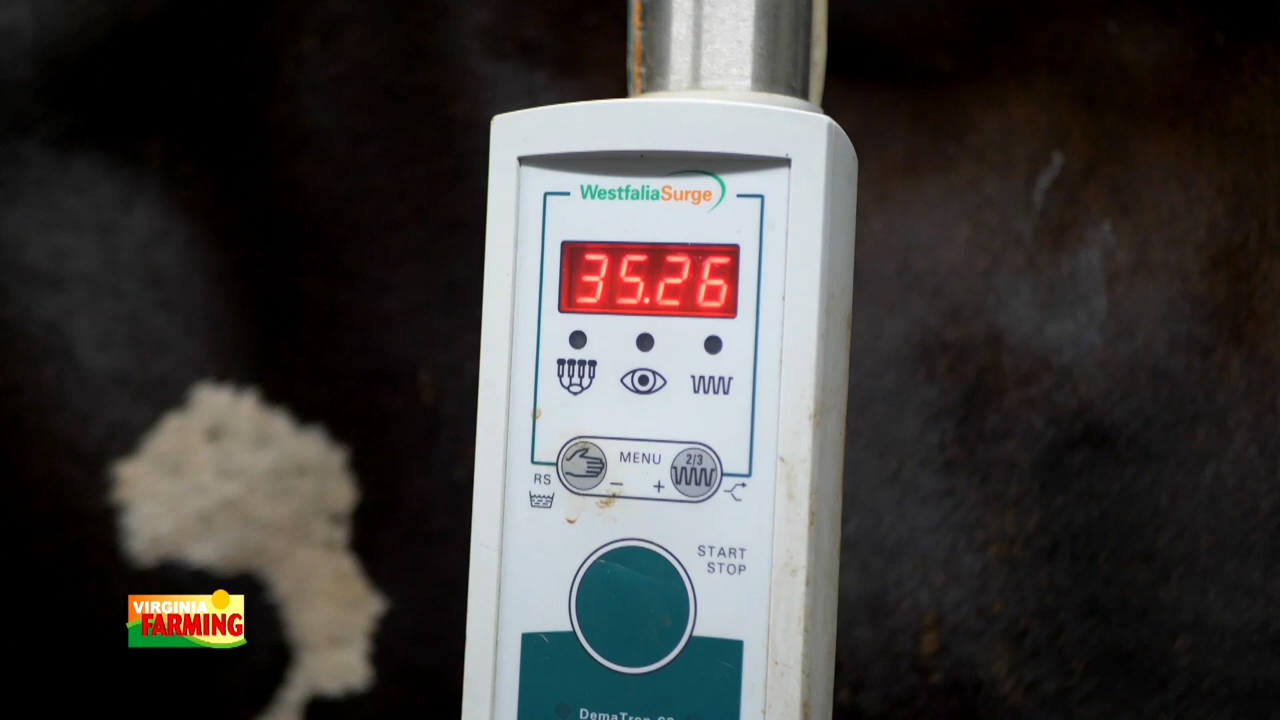 WestfaliaSurge
35.26
MENU
2/3
RS
− +
START
STOP
VIRGINIA
FARMING